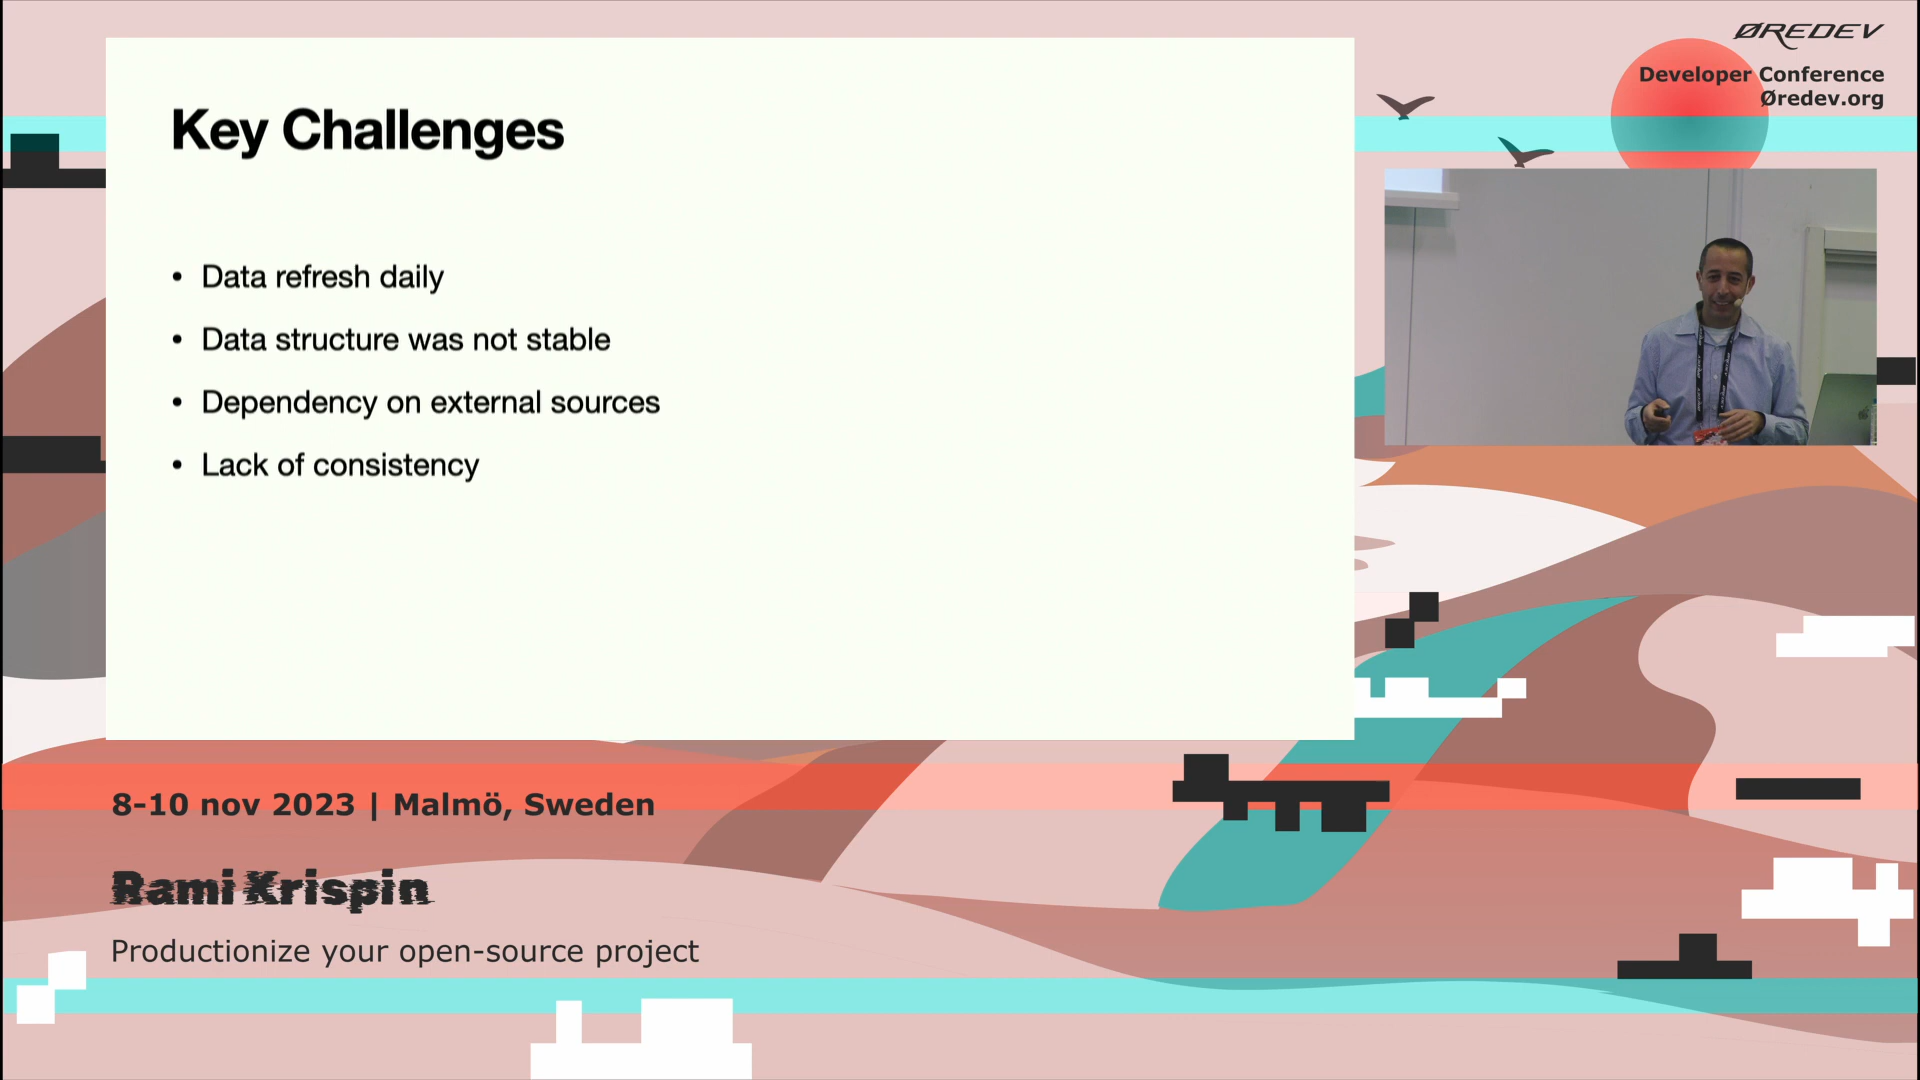 ØREDEV
Developer Conference
Øredev.org
Key Challenges
• Data refresh daily
• Data structure was not stable
• Dependency on external sources
• Lack of consistency
8-10 nov 2023 | Malmö, Sweden
Rami Krispin
Productionize your open-source project